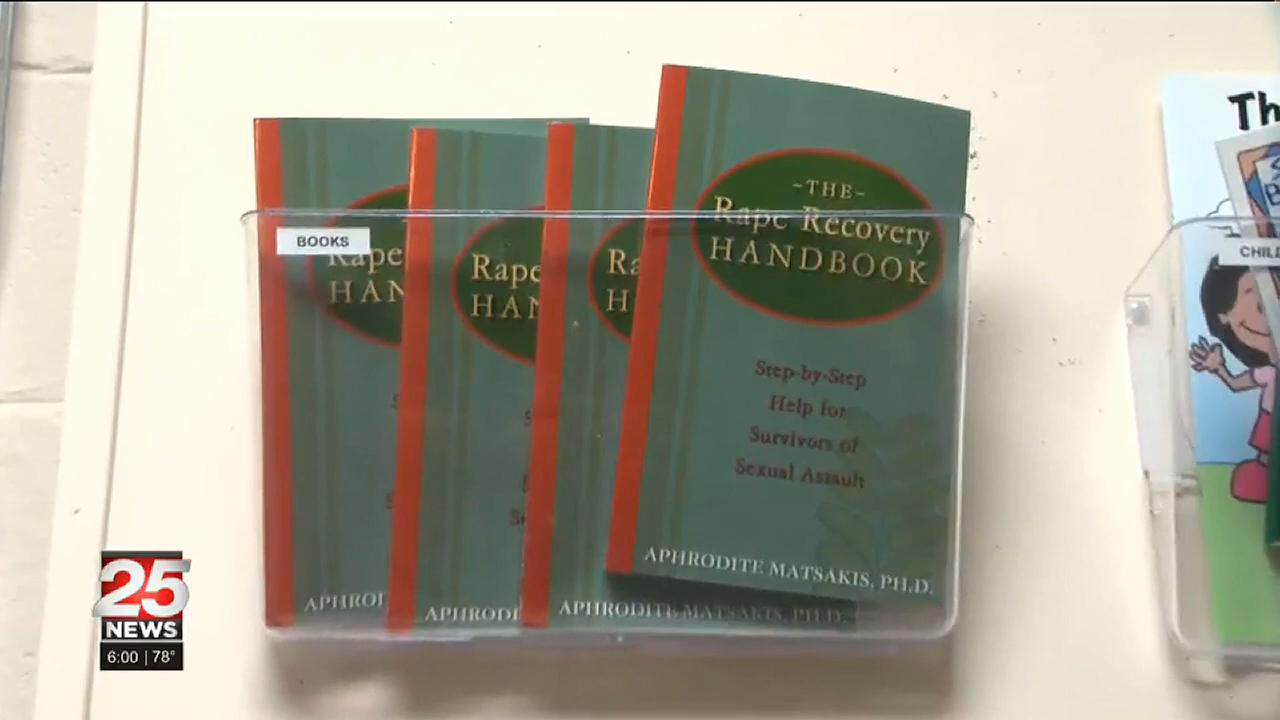 BOOKS
Rape
HAN
APHROI
Rape
HAN
APHRODI
Ra
H
APHRODITE MATSAKIS, PH.D.
~THE~
Rape Recovery
HANDBOOK
Step-by-Step
Help for
Survivors of
Sexual Assault
APHRODITE MATSAKIS, PH.D.
Th
CHIL
25
NEWS
6:00 | 78°